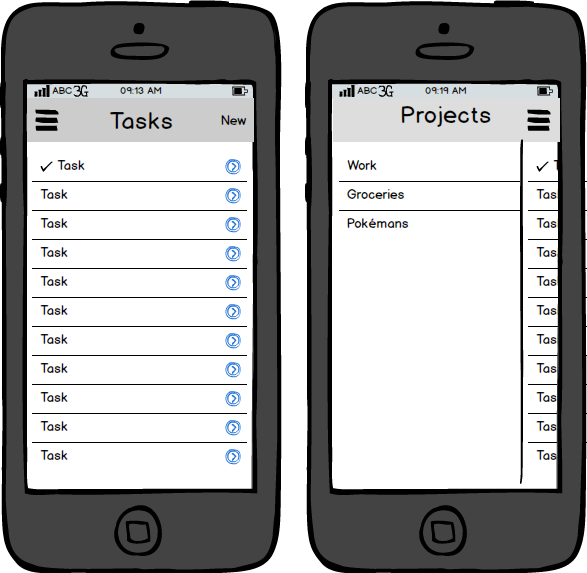 ABC 3G 09:13 AM
Tasks New
✓ Task
Task
Task
Task
Task
Task
Task
Task
Task
Task
Task
ABC 3G 09:19 AM
Projects
Work
Groceries
Pokémans
✓ T
Tas
Tas
Tas
Tas
Tas
Tas
Tas
Tas
Tas
Tas